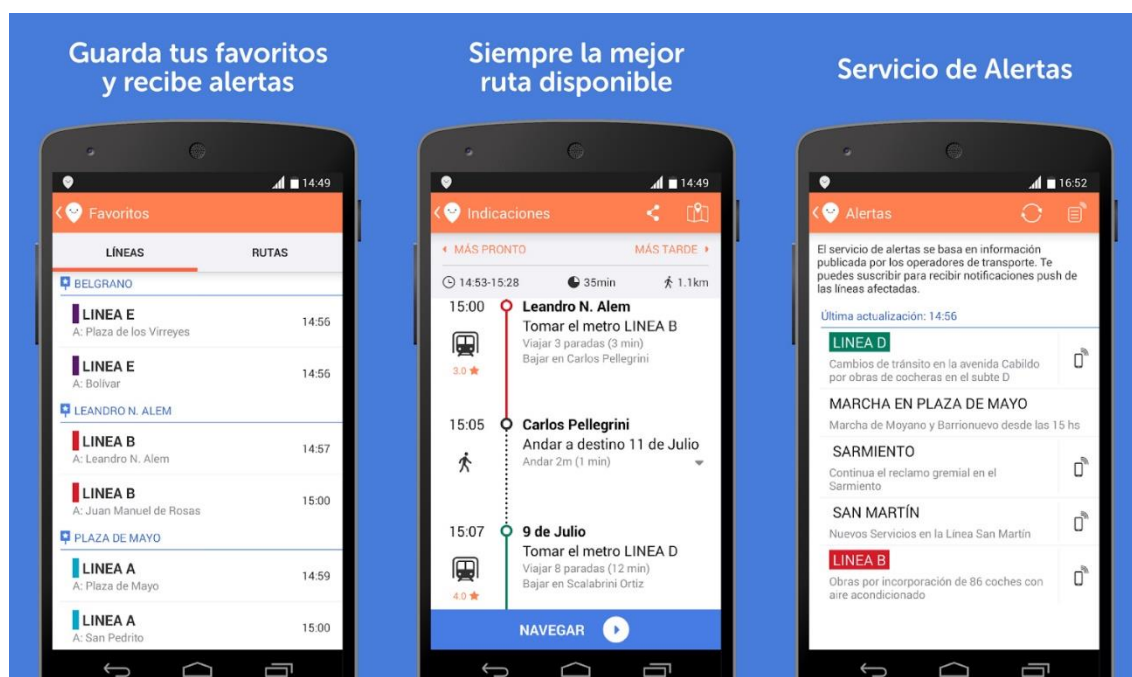 Guarda tus favoritos
y recibe alertas
14:49
Favoritos
LÍNEAS RUTAS
BELGRANO
LINEA E
A: Plaza de los Virreyes
14:56
LINEA E
A: Bolívar
14:56
LEANDRO N. ALEM
LINEA B
A: Leandro N. Alem
14:57
LINEA B
A: Juan Manuel de Rosas
15:00
PLAZA DE MAYO
LINEA A
A: Plaza de Mayo
14:59
LINEA A
A: San Pedrito
15:00
Siempre la mejor
ruta disponible
14:49
Indicaciones
MÁS PRONTO MÁS TARDE
14:53-15:28 35min 1.1km
15:00 Leandro N. Alem
Tomar el metro LINEA B
Viajar 3 paradas (3 min)
Bajar en Carlos Pellegrini
3.0
15:05 Carlos Pellegrini
Andar a destino 11 de Julio
Andar 2m (1 min)
15:07 9 de Julio
Tomar el metro LINEA D
Viajar 8 paradas (12 min)
Bajar en Scalabrini Ortiz
4.0
NAVEGAR
Servicio de Alertas
16:52
Alertas
El servicio de alertas se basa en información
publicada por los operadores de transporte. Te
puedes suscribir para recibir notificaciones push de
las líneas afectadas.
Última actualización: 14:56
LINEA D
Cambios de tránsito en la avenida Cabildo
por obras de cocheras en el subte D
MARCHA EN PLAZA DE MAYO
Marcha de Moyano y Barrionuevo desde las 15 hs
SARMIENTO
Continua el reclamo gremial en el
Sarmiento
SAN MARTÍN
Nuevos Servicios en la Línea San Martín
LINEA B
Obras por incorporación de 86 coches con
aire acondicionado